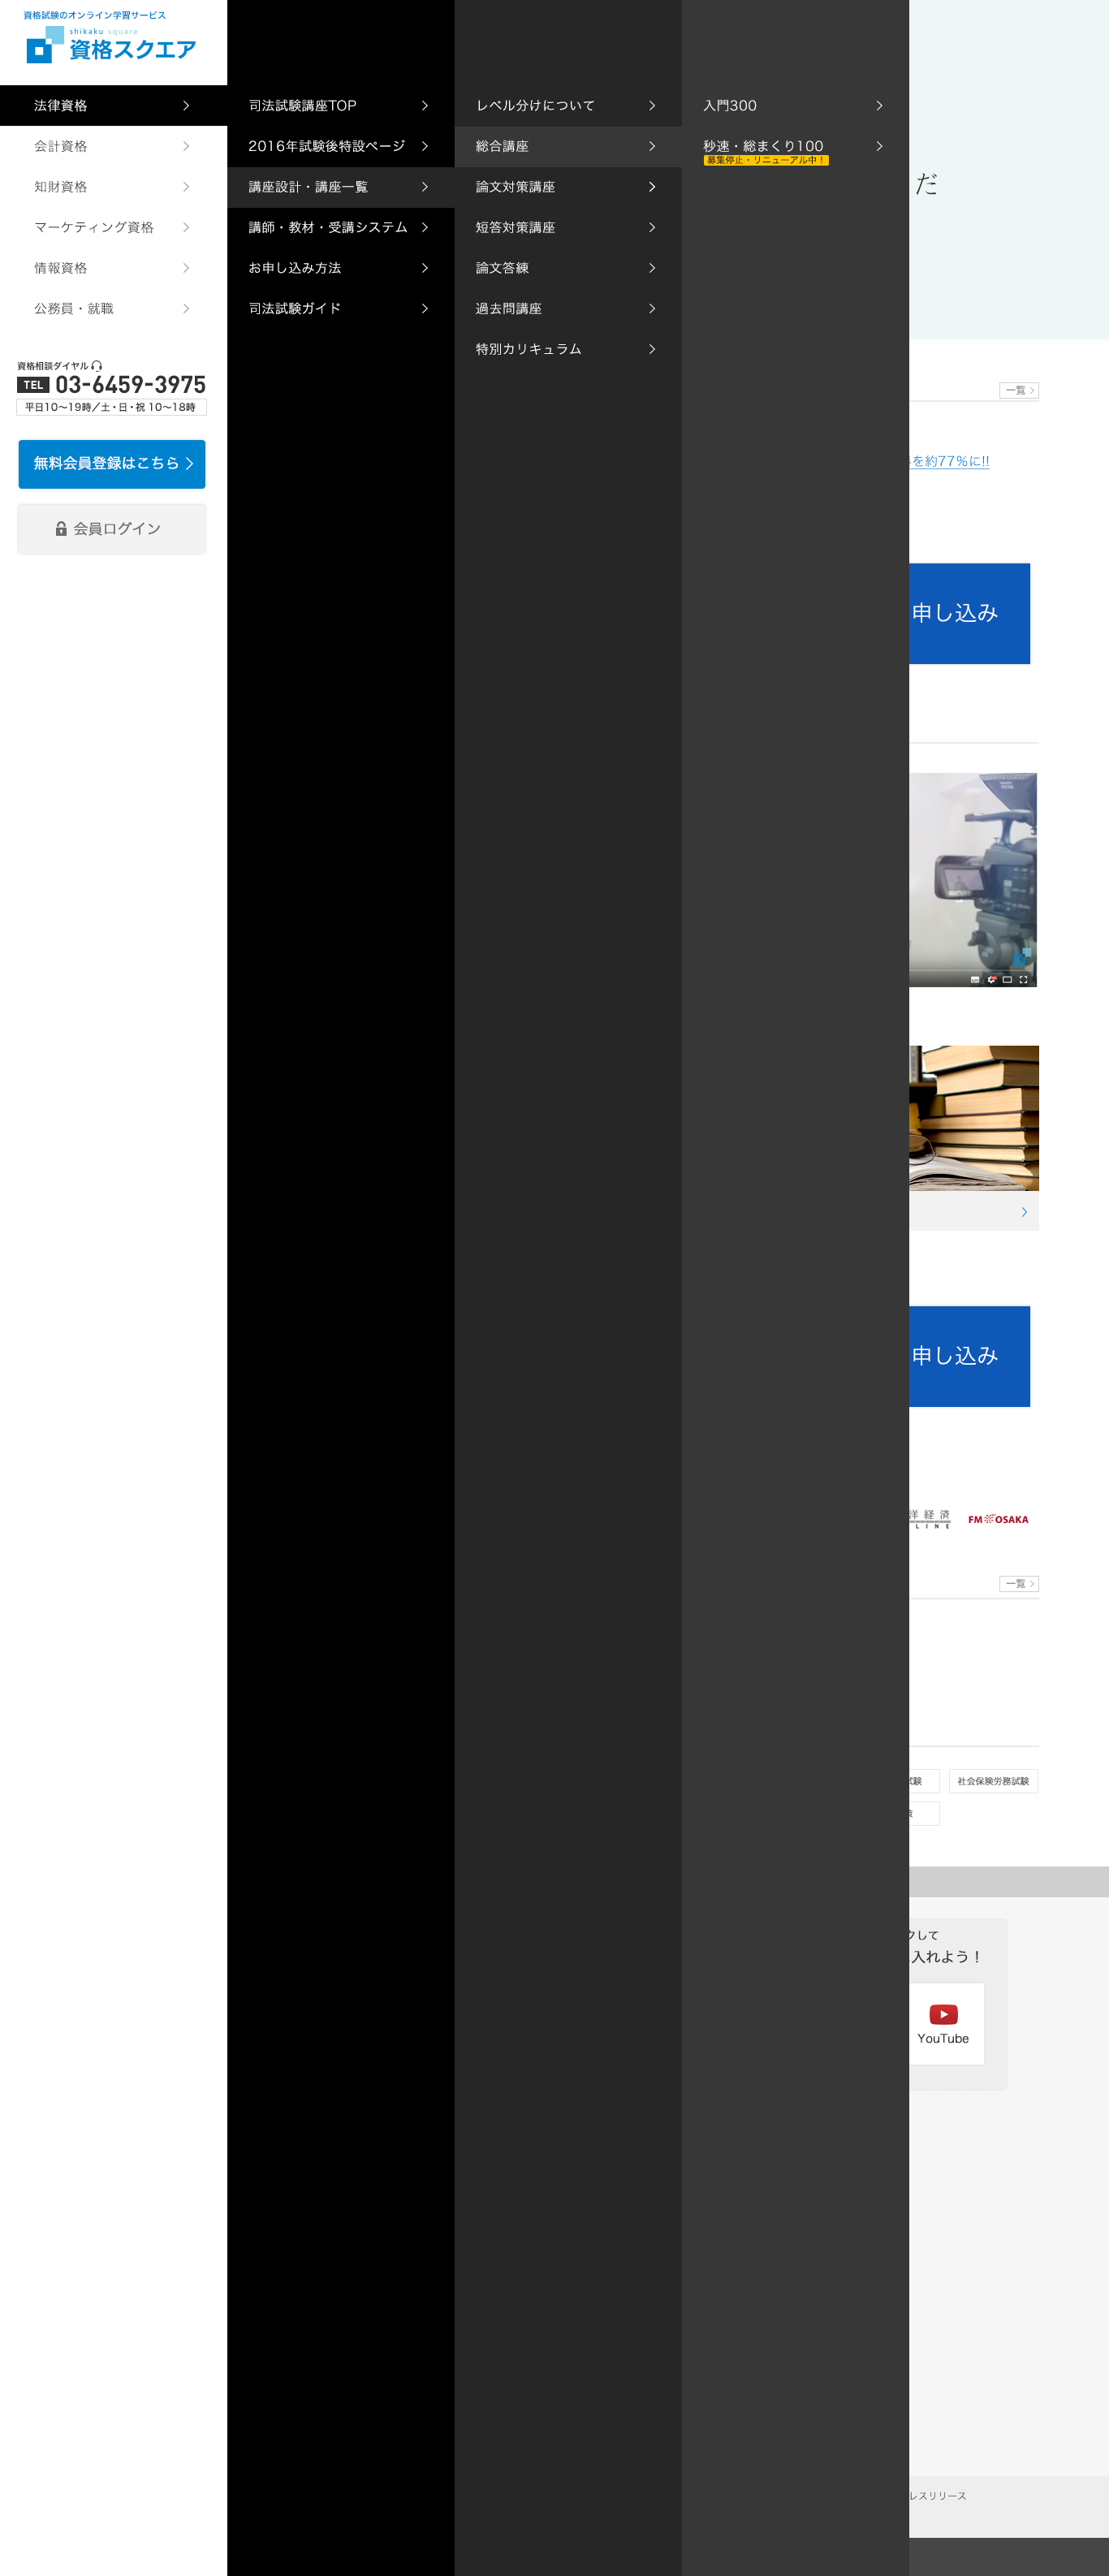 資格試験のオンライン学習サービス
shikaku square
資格スクエア
法律資格
会計資格
知財資格
マーケティング資格
情報資格
公務員・就職
資格相談ダイヤル
TEL 03-6459-3975
平日10〜19時／土・日・祝 10〜18時
無料会員登録はこちら
会員ログイン
司法試験講座TOP
2016年試験後特設ページ
講座設計・講座一覧
講師・教材・受講システム
お申し込み方法
司法試験ガイド
レベル分けについて
総合講座
論文対策講座
短答対策講座
論文答練
過去問講座
特別カリキュラム
入門300
秒速・総まくり100
募集停止・リニューアル中！
だ
一覧
を約77%に!!
申し込み
申し込み
洋経済
LINE
FM OSAKA
一覧
試験
社会保険労務試験
クして
入れよう！
YouTube
レスリリース